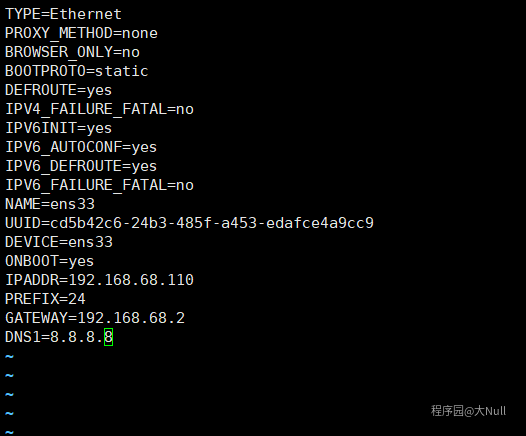 TYPE=Ethernet
PROXY_METHOD=none
BROWSER_ONLY=no
BOOTPROTO=static
DEFROUTE=yes
IPV4_FAILURE_FATAL=no
IPV6INIT=yes
IPV6_AUTOCONF=yes
IPV6_DEFROUTE=yes
IPV6_FAILURE_FATAL=no
NAME=ens33
UUID=cd5b42c6-24b3-485f-a453-edafce4a9cc9
DEVICE=ens33
ONBOOT=yes
IPADDR=192.168.68.110
PREFIX=24
GATEWAY=192.168.68.2
DNS1=8.8.8.8
~
~
~
~
~
程序园@大Null